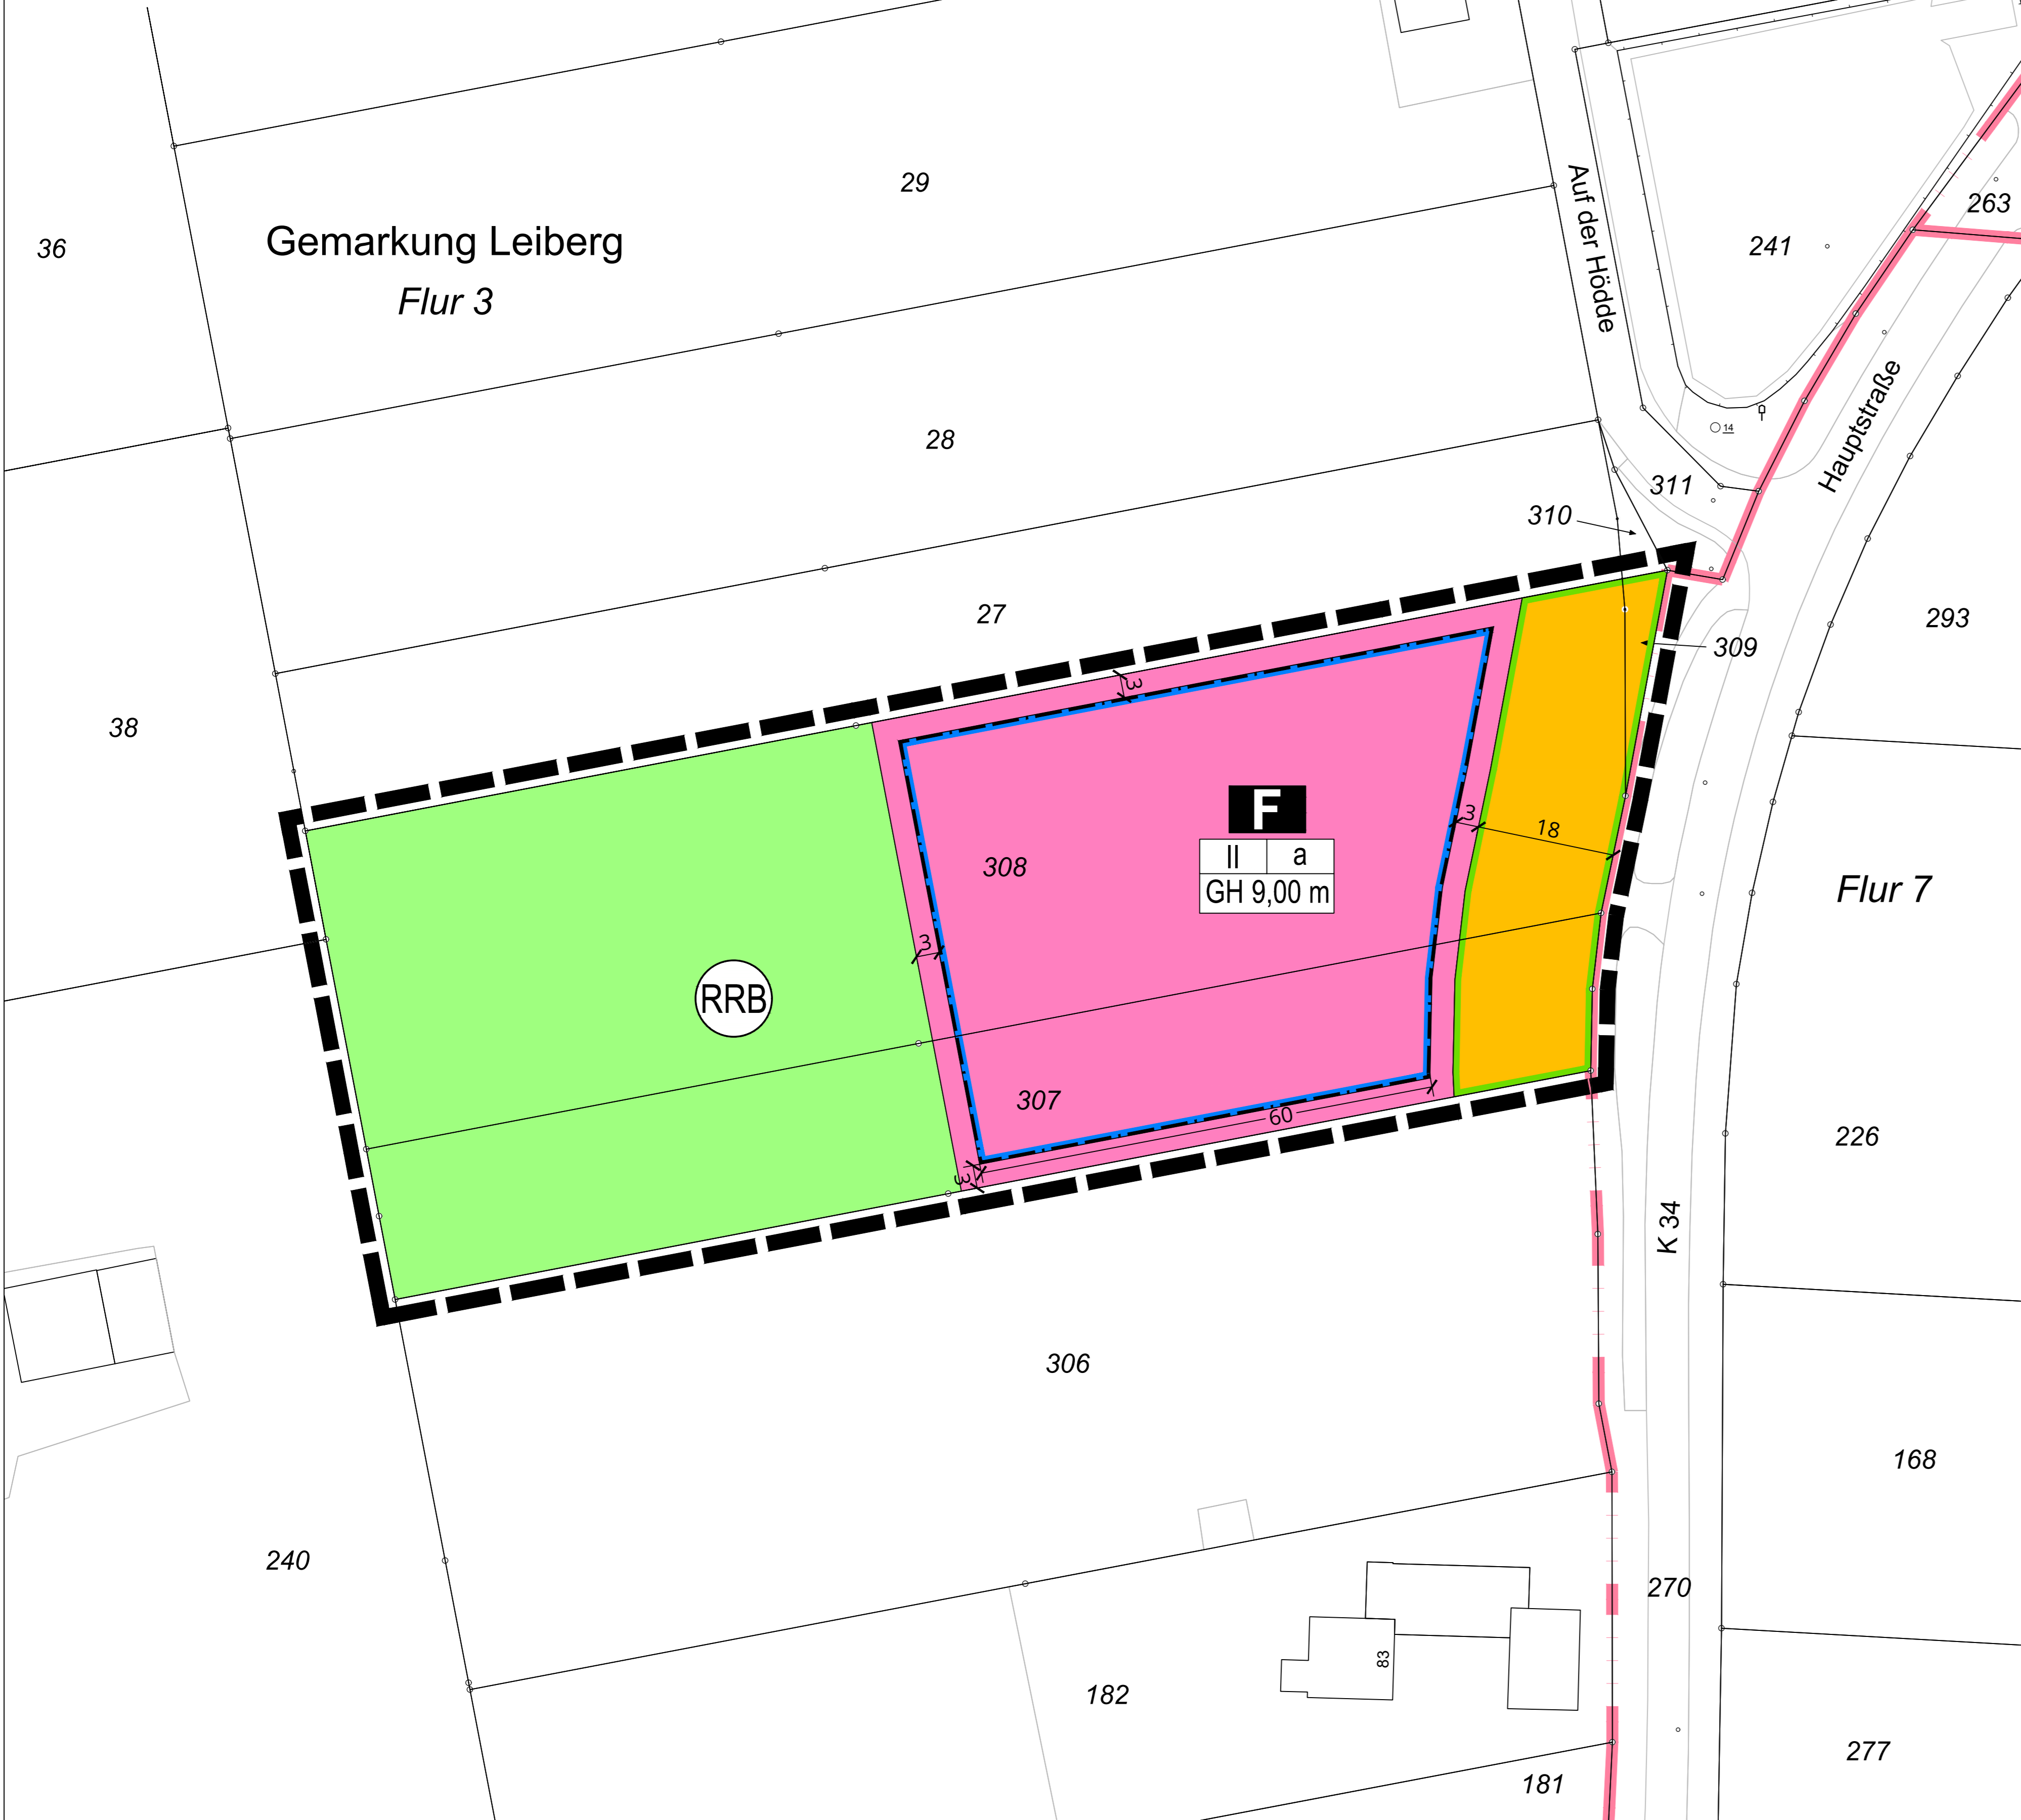 29
Gemarkung Leiberg
Flur 3
36
Auf der Hödde
263
241
Hauptstraße
14
28
311
310
27
293
309
38
3
F
II a
GH 9,00 m
3
18
308
Flur 7
3
RRB
307
60
3
226
K 34
306
168
240
270
83
182
277
181